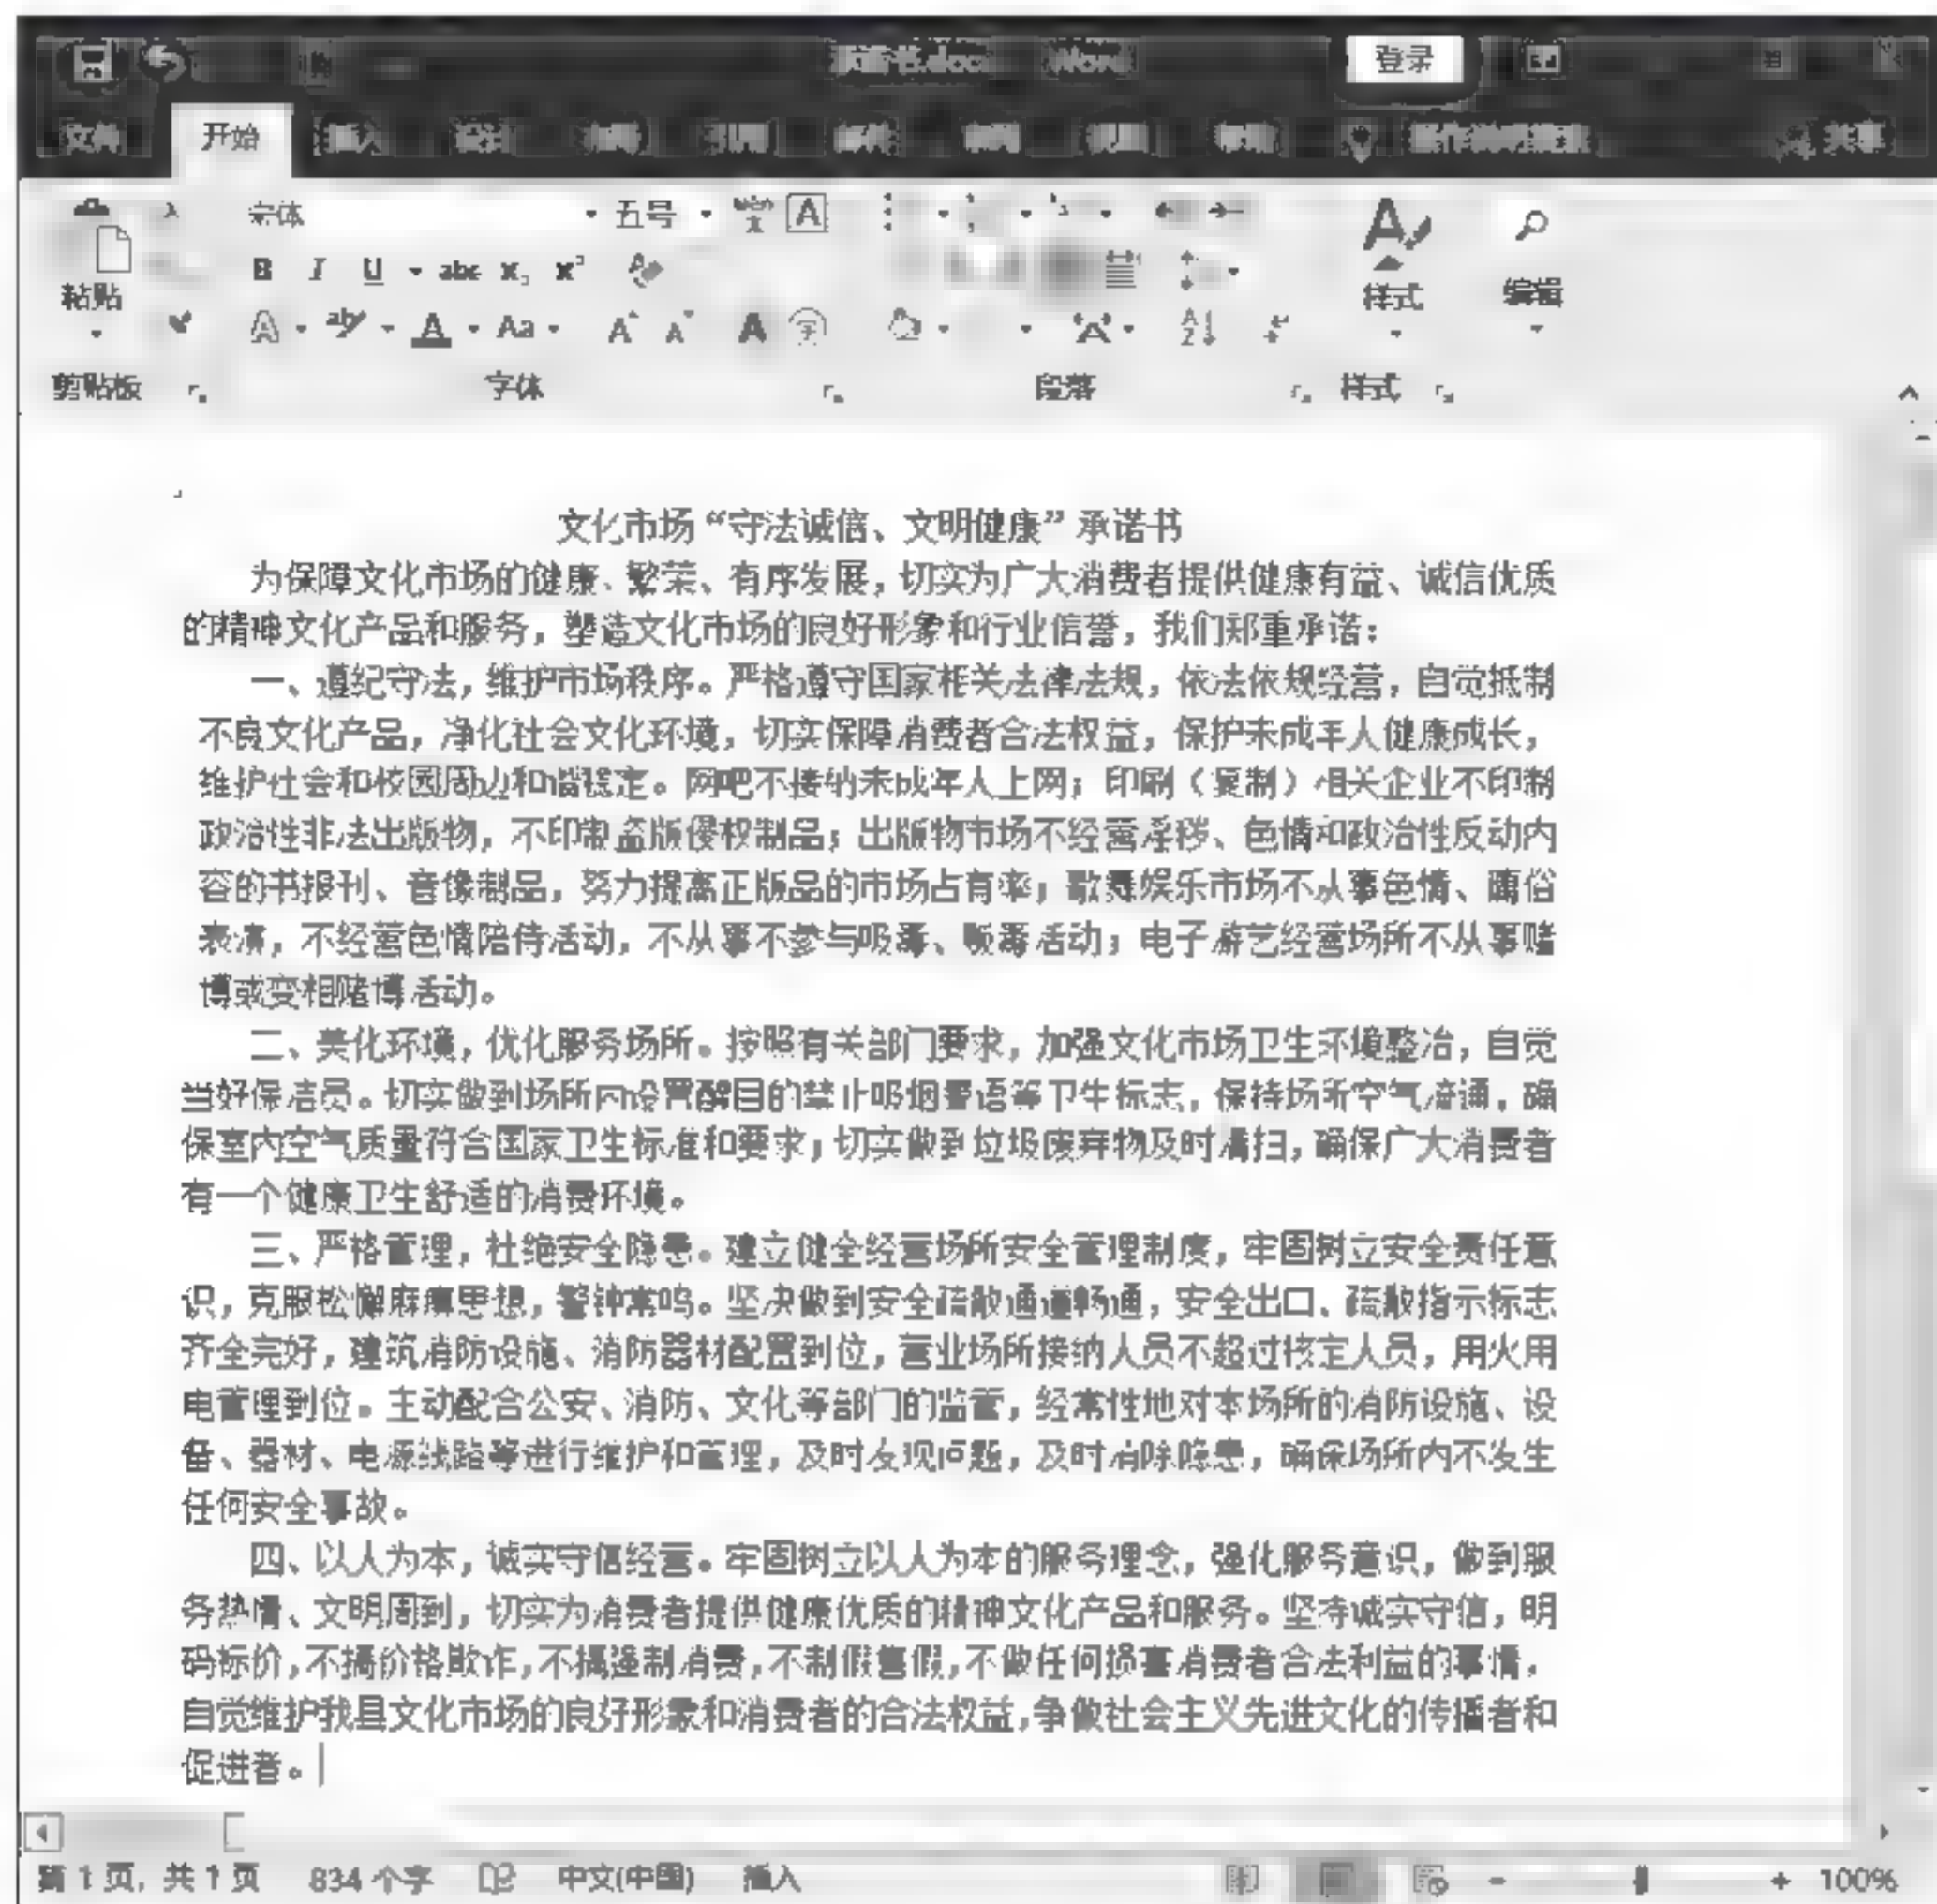 登录
文件 开始 插入 设计 共享
宋体 五号 wén 文 A
B I U abc x₂ x²
粘贴 样式 编辑
A aby A Aa A A A 字
剪贴板 字体 段落 样式
文化市场“守法诚信、文明健康”承诺书
为保障文化市场的健康、繁荣、有序发展，切实为广大消费者提供健康有益、诚信优质
的精神文化产品和服务，塑造文化市场的良好形象和行业信誉，我们郑重承诺：
一、遵纪守法，维护市场秩序。严格遵守国家相关法律法规，依法依规经营，自觉抵制
不良文化产品，净化社会文化环境，切实保障消费者合法权益，保护未成年人健康成长，
维护社会和校园周边和谐稳定。网吧不接纳未成年人上网；印刷（复制）相关企业不印制
政治性非法出版物，不印制盗版侵权制品；出版物市场不经营淫秽、色情和政治性反动内
容的书报刊、音像制品，努力提高正版品的市场占有率；歌舞娱乐市场不从事色情、庸俗
表演，不经营色情陪侍活动，不从事不参与吸毒、贩毒活动；电子游艺经营场所不从事赌
博或变相赌博活动。
二、美化环境，优化服务场所。按照有关部门要求，加强文化市场卫生环境整治，自觉
当好保洁员。切实做到场所内设置醒目的禁止吸烟警语等卫生标志，保持场所空气流通，确
保室内空气质量符合国家卫生标准和要求；切实做到垃圾废弃物及时清扫，确保广大消费者
有一个健康卫生舒适的消费环境。
三、严格管理，杜绝安全隐患。建立健全经营场所安全管理制度，牢固树立安全责任意
识，克服松懈麻痹思想，警钟常鸣。坚决做到安全疏散通道畅通，安全出口、疏散指示标志
齐全完好，建筑消防设施、消防器材配置到位，营业场所接纳人员不超过核定人员，用火用
电管理到位。主动配合公安、消防、文化等部门的监管，经常性地对本场所的消防设施、设
备、器材、电源线路等进行维护和管理，及时发现问题，及时消除隐患，确保场所内不发生
任何安全事故。
四、以人为本，诚实守信经营。牢固树立以人为本的服务理念，强化服务意识，做到服
务热情、文明周到，切实为消费者提供健康优质的精神文化产品和服务。坚持诚实守信，明
码标价，不搞价格欺诈，不搞强制消费，不制假售假，不做任何损害消费者合法利益的事情，
自觉维护我县文化市场的良好形象和消费者的合法权益，争做社会主义先进文化的传播者和
促进者。
第 1 页，共 1 页 834 个字 中文(中国) 插入 100%